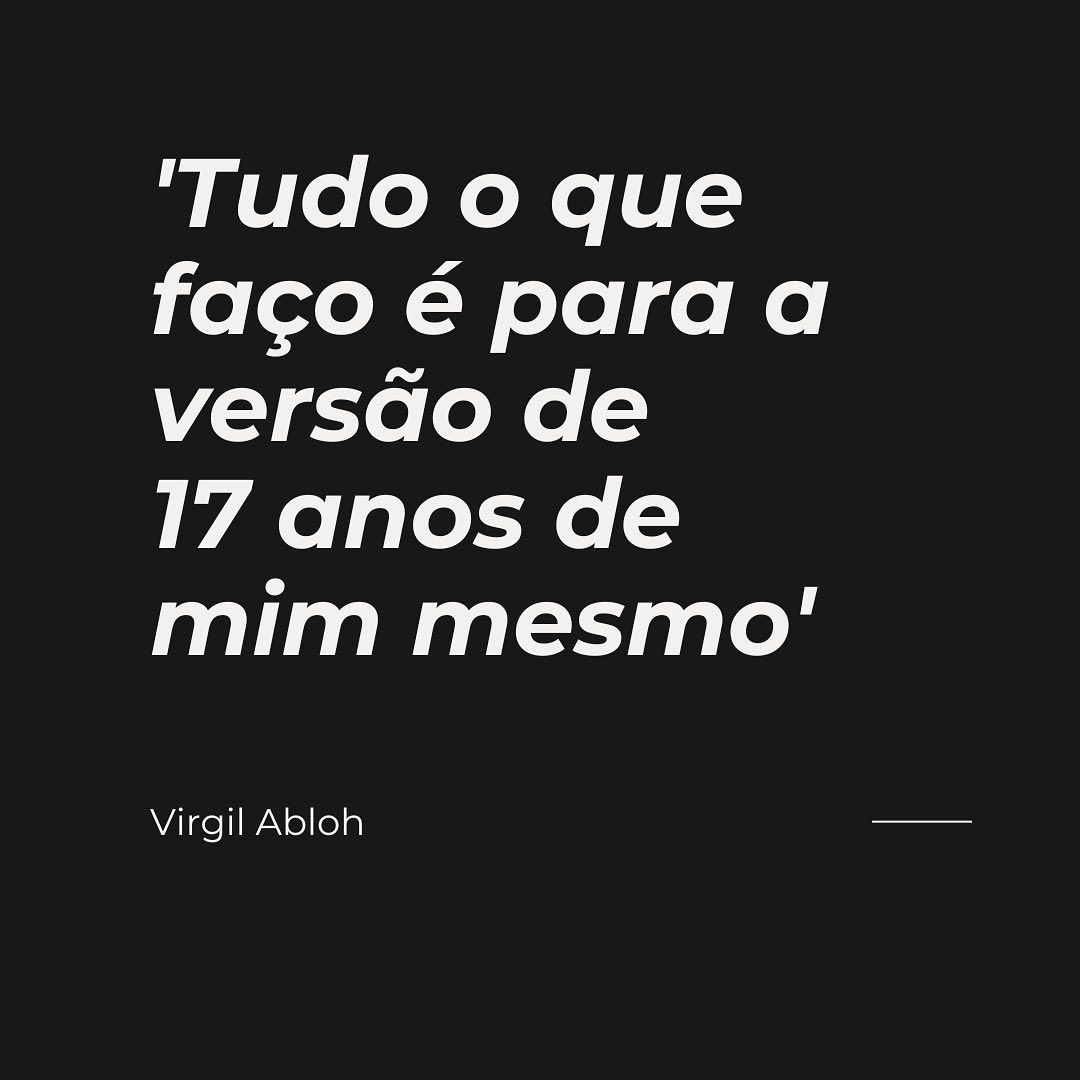 'Tudo o que
faço é para a
versão de
17 anos de
mim mesmo'
Virgil Abloh